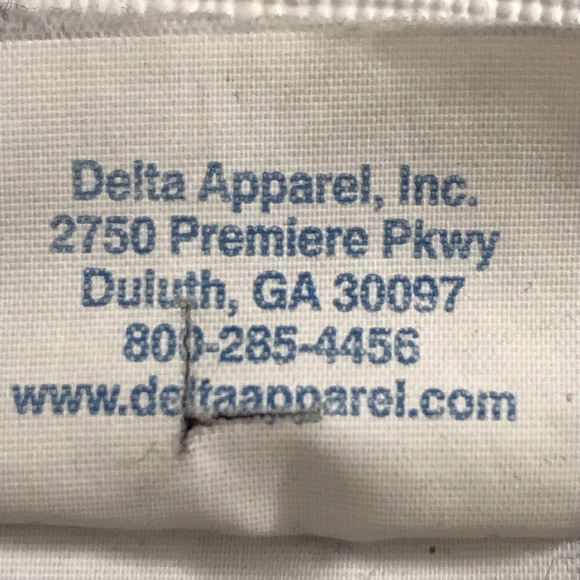 Delta Apparel, Inc.
2750 Premiere Pkwy
Duluth, GA 30097
800-285-4456
www.deltaapparel.com